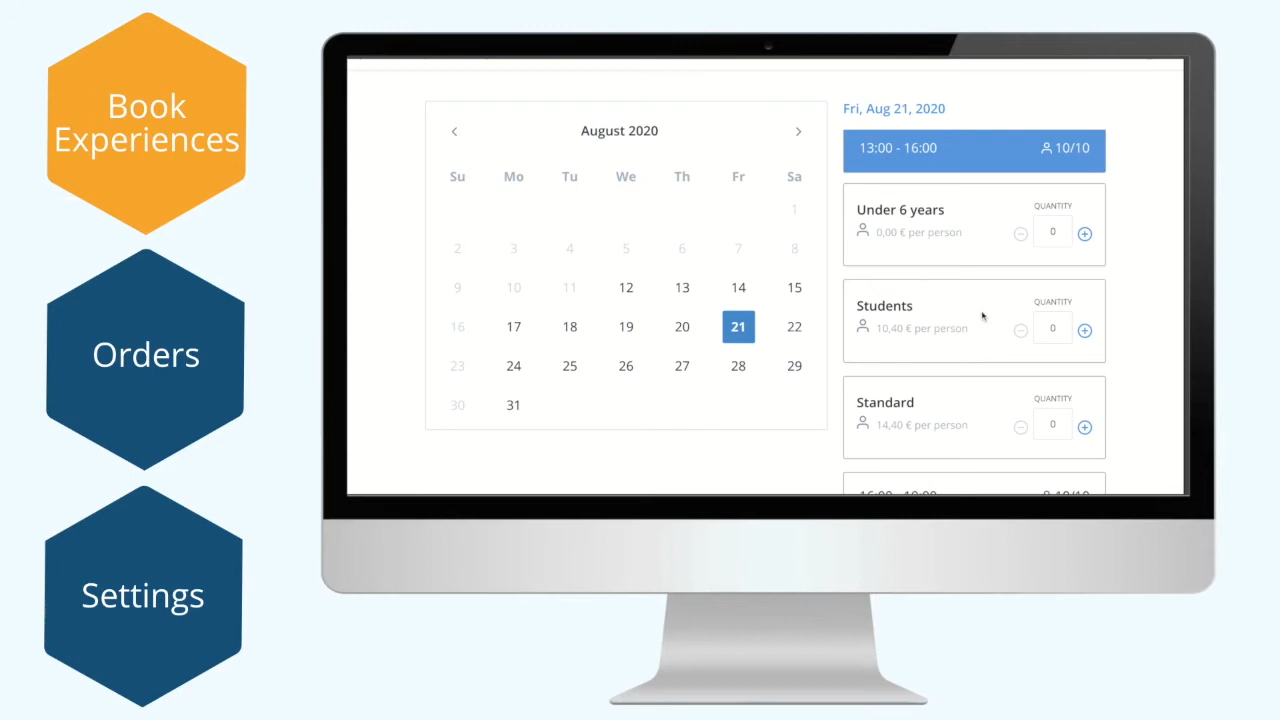 Book
Experiences
Orders
Settings
August 2020
Su Mo Tu We Th Fr Sa
1
2 3 4 5 6 7 8
9 10 11 12 13 14 15
16 17 18 19 20 21 22
23 24 25 26 27 28 29
30 31
Fri, Aug 21, 2020
13:00 - 16:00 10/10
Under 6 years
0,00 € per person
QUANTITY
0
Students
10,40 € per person
QUANTITY
0
Standard
14,40 € per person
QUANTITY
0
10/10